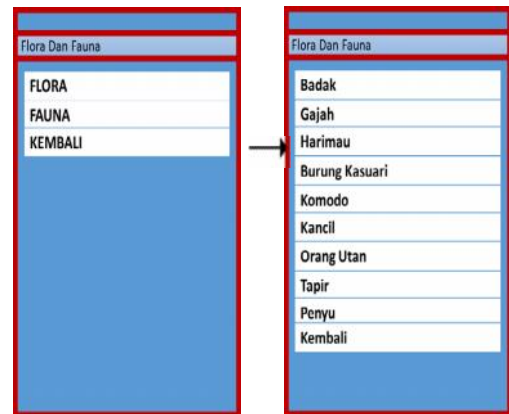 Flora Dan Fauna
FLORA
FAUNA
KEMBALI
Flora Dan Fauna
Badak
Gajah
Harimau
Burung Kasuari
Komodo
Kancil
Orang Utan
Tapir
Penyu
Kembali